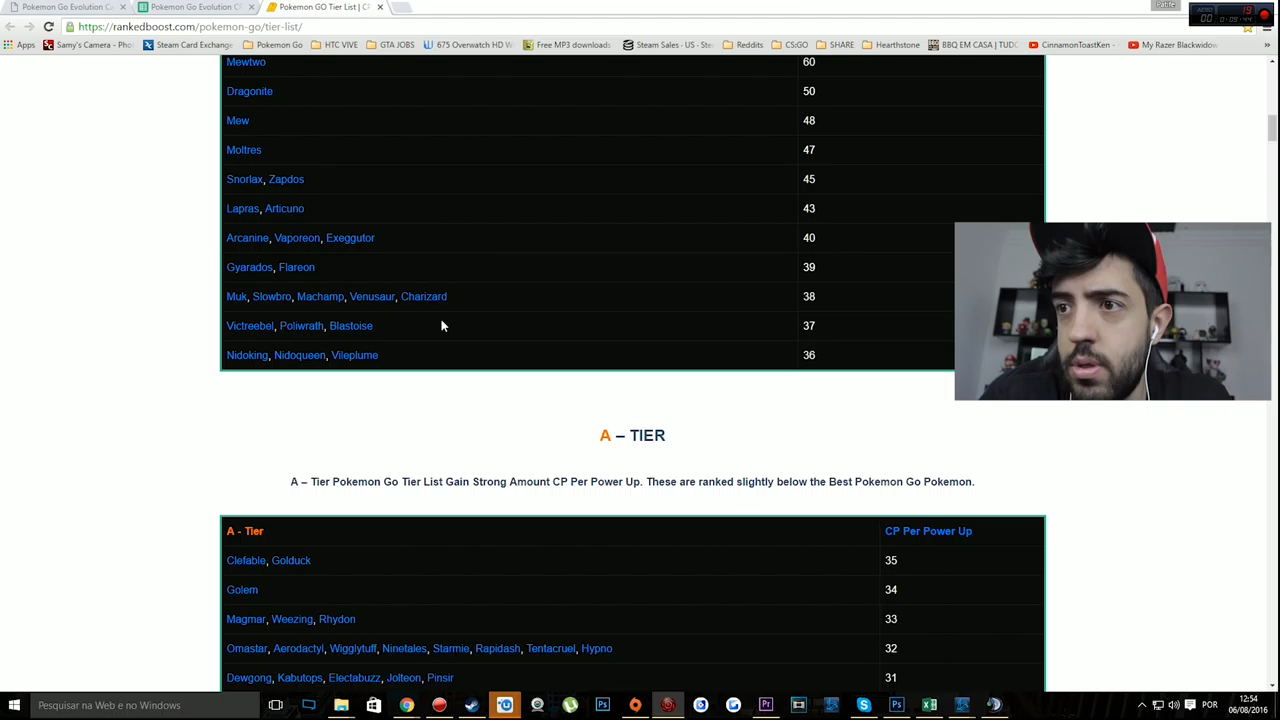 Pokemon Go Evolution Ca
Pokemon Go Evolution CP
Pokemon GO Tier List | CP
Patife
https://rankedboost.com/pokemon-go/tier-list/
19
Apps
Samy's Camera - Pho
Steam Card Exchange
Pokemon Go
HTC VIVE
GTA JOBS
675 Overwatch HD W
Free MP3 downloads
Steam Sales - US - S
Reddits
CS:GO
SHARE
Hearthstone
BBQ EM CASA | TUDO
CinnamonToastKen -
My Razer Blackwido
Mewtwo 60
Dragonite 50
Mew 48
Moltres 47
Snorlax, Zapdos 45
Lapras, Articuno 43
Arcanine, Vaporeon, Exeggutor 40
Gyarados, Flareon 39
Muk, Slowbro, Machamp, Venusaur, Charizard 38
Victreebel, Poliwrath, Blastoise 37
Nidoking, Nidoqueen, Vileplume 36
A – TIER
A – Tier Pokemon Go Tier List Gain Strong Amount CP Per Power Up. These are ranked slightly below the Best Pokemon Go Pokemon.
A - Tier CP Per Power Up
Clefable, Golduck 35
Golem 34
Magmar, Weezing, Rhydon 33
Omastar, Aerodactyl, Wigglytuff, Ninetales, Starmie, Rapidash, Tentacruel, Hypno 32
Dewgong, Kabutops, Electabuzz, Jolteon, Pinsir 31
Pesquisar na Web e no Windows
POR
12:54
06/08/2016